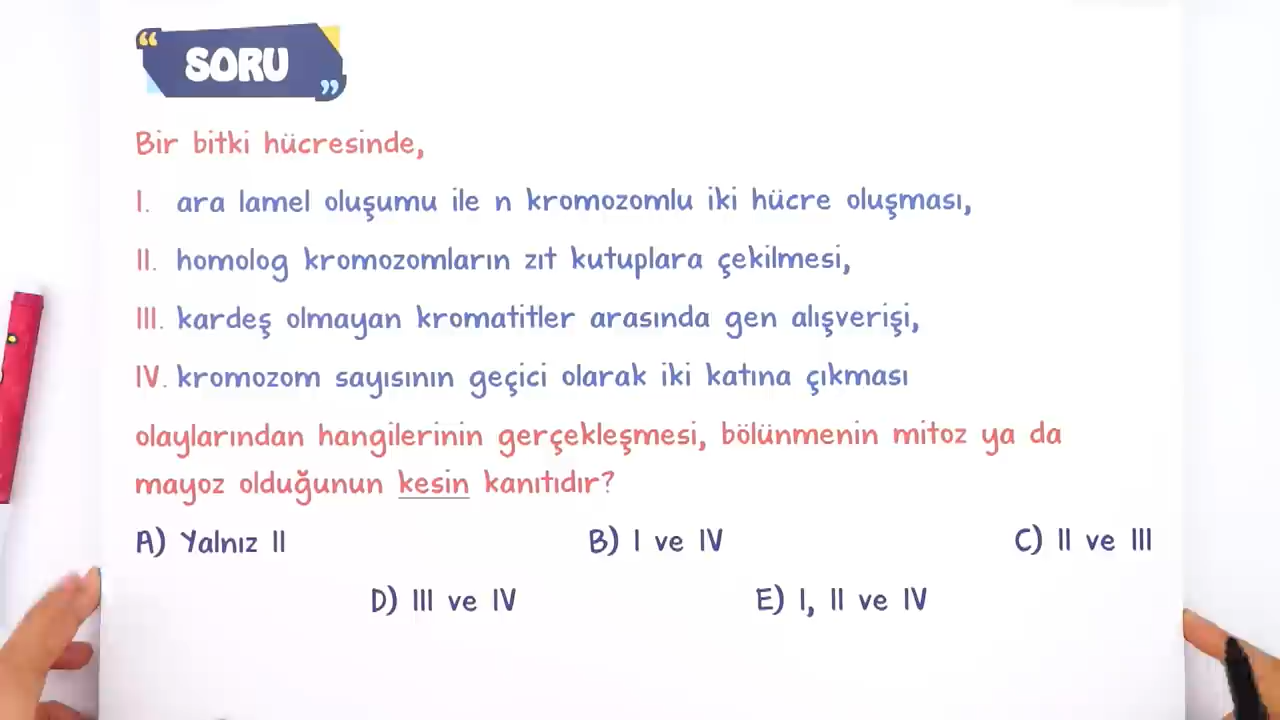 “ SORU ”
Bir bitki hücresinde,
I. ara lamel oluşumu ile n kromozomlu iki hücre oluşması,
II. homolog kromozomların zıt kutuplara çekilmesi,
III. kardeş olmayan kromatitler arasında gen alışverişi,
IV. kromozom sayısının geçici olarak iki katına çıkması
olaylarından hangilerinin gerçekleşmesi, bölünmenin mitoz ya da
mayoz olduğunun kesin kanıtıdır?
A) Yalnız II B) I ve IV C) II ve III
D) III ve IV E) I, II ve IV